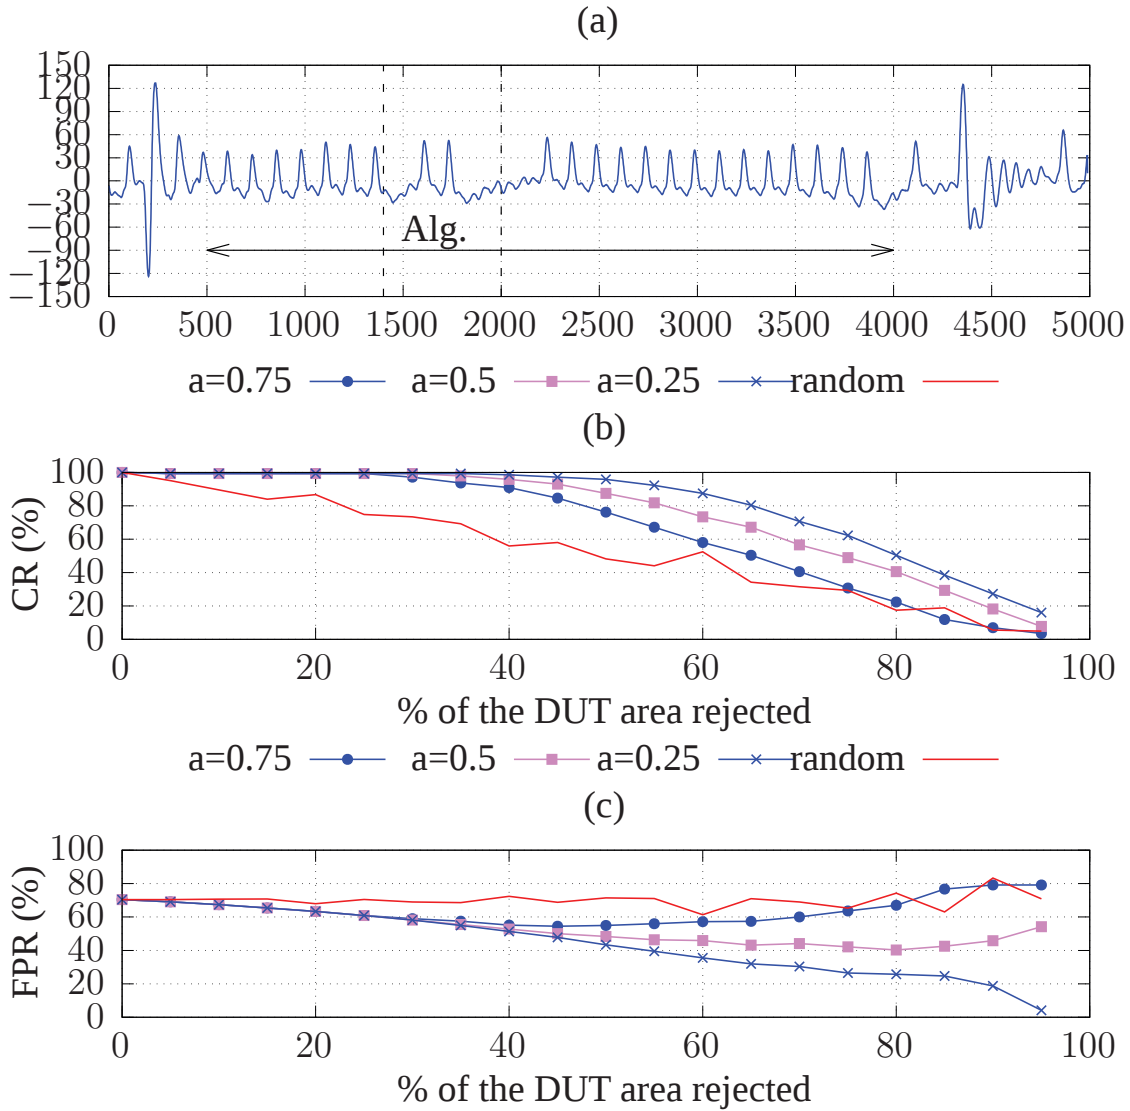 (a)
150
120
90
60
30
0
−30
−60
−90
−120
−150
Alg.
0 500 1000 1500 2000 2500 3000 3500 4000 4500 5000
a=0.75 a=0.5 a=0.25 random
(b)
100
80
60
40
20
0
CR (%)
0 20 40 60 80 100
% of the DUT area rejected
a=0.75 a=0.5 a=0.25 random
(c)
100
80
60
40
20
0
FPR (%)
0 20 40 60 80 100
% of the DUT area rejected